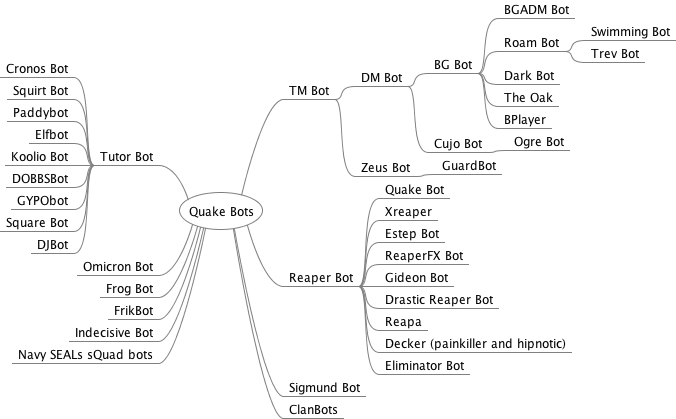 Quake Bots
TM Bot
DM Bot
BG Bot
BGADM Bot
Roam Bot
Swimming Bot
Trev Bot
Dark Bot
The Oak
BPlayer
Cujo Bot
Ogre Bot
Zeus Bot
GuardBot
Reaper Bot
Quake Bot
Xreaper
Estep Bot
ReaperFX Bot
Gideon Bot
Drastic Reaper Bot
Reapa
Decker (painkiller and hipnotic)
Eliminator Bot
Sigmund Bot
ClanBots
Tutor Bot
Cronos Bot
Squirt Bot
Paddybot
Elfbot
Koolio Bot
DOBBSBot
GYPObot
Square Bot
DJBot
Omicron Bot
Frog Bot
FrikBot
Indecisive Bot
Navy SEALs sQuad bots